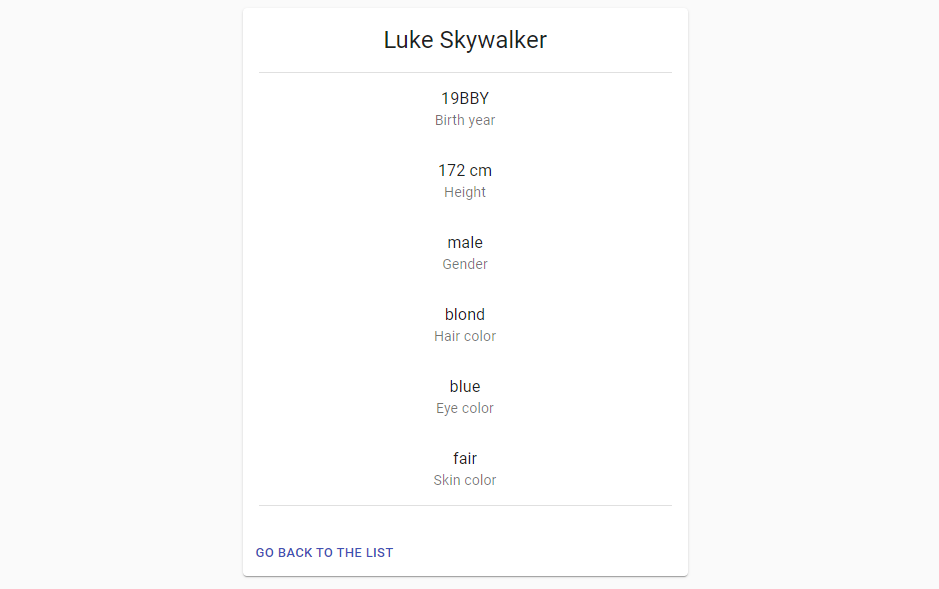 Luke Skywalker
19BBY
Birth year
172 cm
Height
male
Gender
blond
Hair color
blue
Eye color
fair
Skin color
GO BACK TO THE LIST